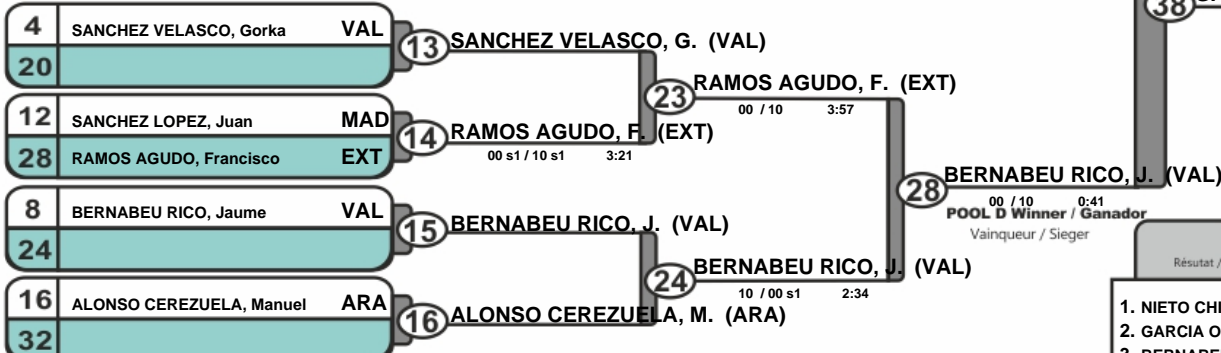 38
4 SANCHEZ VELASCO, Gorka VAL
20
13 SANCHEZ VELASCO, G. (VAL)
23 RAMOS AGUDO, F. (EXT)
00 / 10 3:57
12 SANCHEZ LOPEZ, Juan MAD
28 RAMOS AGUDO, Francisco EXT
14 RAMOS AGUDO, F. (EXT)
00 s1 / 10 s1 3:21
28 BERNABEU RICO, J. (VAL)
00 / 10 0:41
POOL D Winner / Ganador
Vainqueur / Sieger
8 BERNABEU RICO, Jaume VAL
24
15 BERNABEU RICO, J. (VAL)
24 BERNABEU RICO, J. (VAL)
10 / 00 s1 2:34
16 ALONSO CEREZUELA, Manuel ARA
32
16 ALONSO CEREZUELA, M. (ARA)
Résutat /
1. NIETO
2. GARCIA